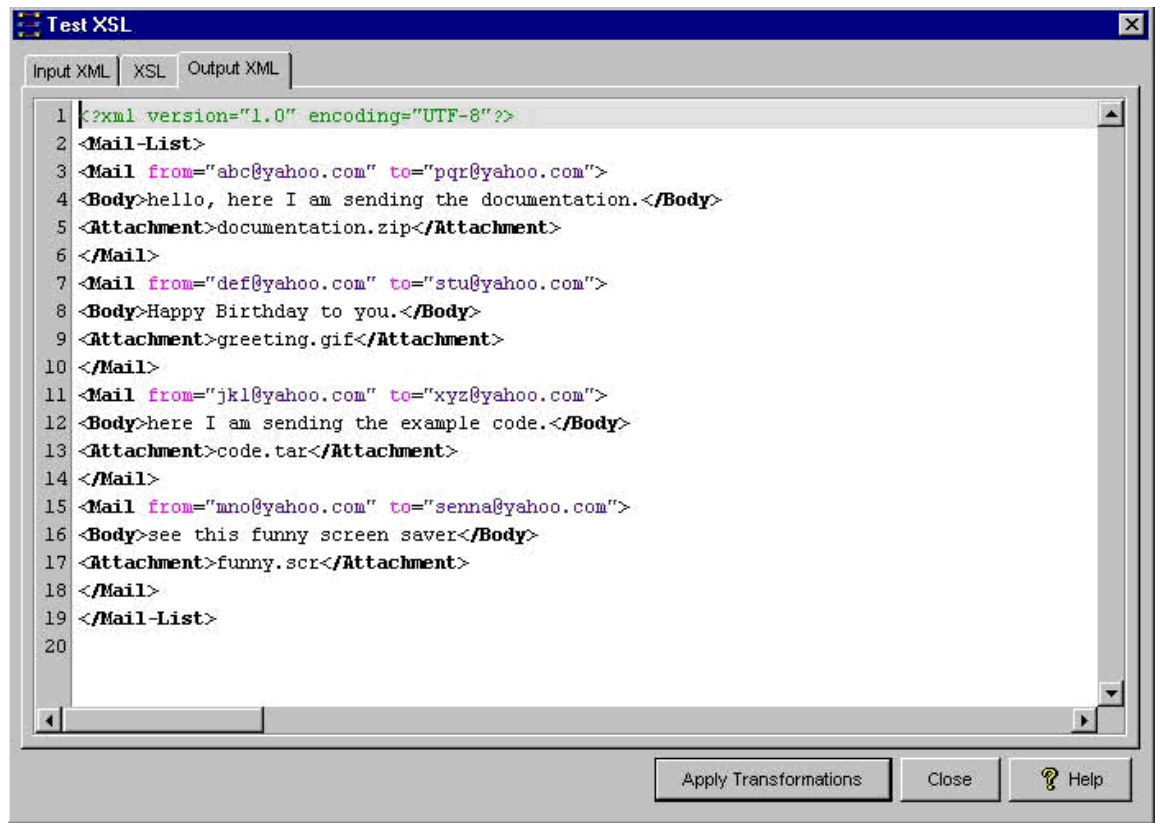 Test XSL
Input XML XSL Output XML
1 <?xml version="1.0" encoding="UTF-8"?>
2 <Mail-List>
3 <Mail from="abc@yahoo.com" to="pqr@yahoo.com">
4 <Body>hello, here I am sending the documentation.</Body>
5 <Attachment>documentation.zip</Attachment>
6 </Mail>
7 <Mail from="def@yahoo.com" to="stu@yahoo.com">
8 <Body>Happy Birthday to you.</Body>
9 <Attachment>greeting.gif</Attachment>
10 </Mail>
11 <Mail from="jkl@yahoo.com" to="xyz@yahoo.com">
12 <Body>here I am sending the example code.</Body>
13 <Attachment>code.tar</Attachment>
14 </Mail>
15 <Mail from="mno@yahoo.com" to="senna@yahoo.com">
16 <Body>see this funny screen saver</Body>
17 <Attachment>funny.scr</Attachment>
18 </Mail>
19 </Mail-List>
20
Apply Transformations Close ? Help